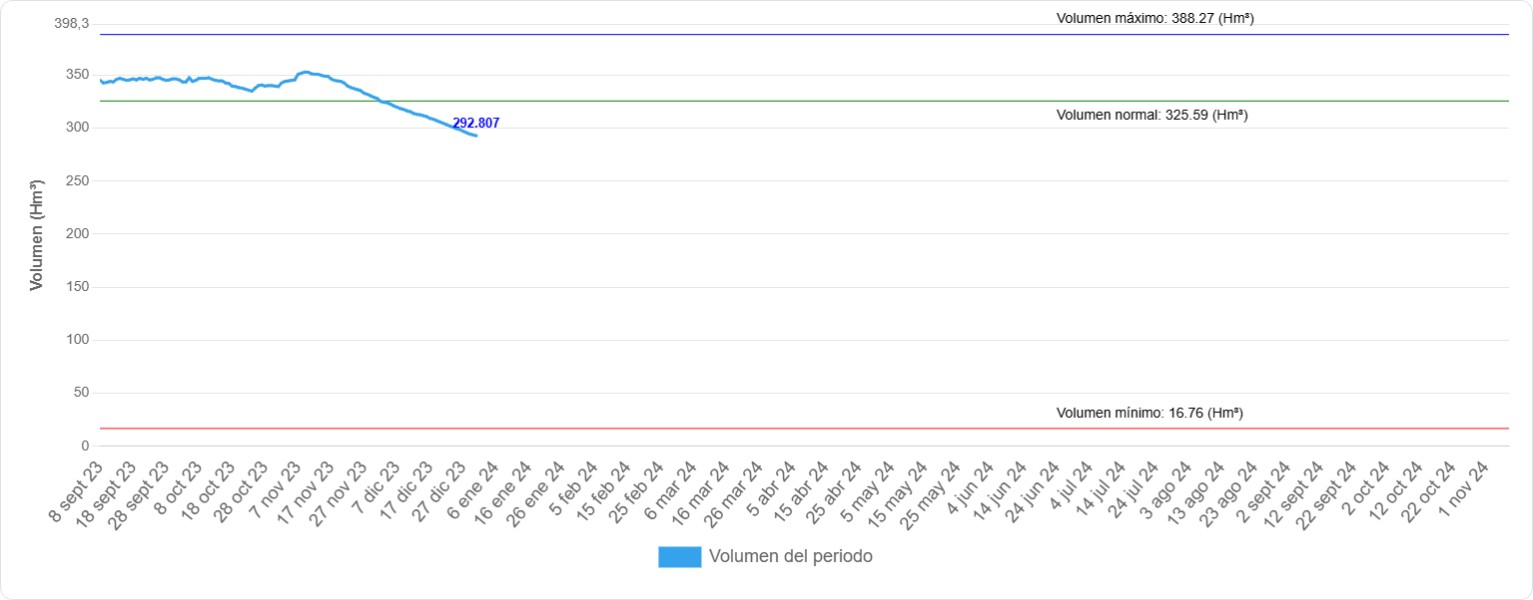 Volumen máximo: 388.27 (Hm³)
398,3
350
Volumen normal: 325.59 (Hm³)
292.807
300
250
Volumen (Hm³)
200
150
100
50
Volumen mínimo: 16.76 (Hm³)
0
8 sept 23
18 sept 23
28 sept 23
8 oct 23
18 oct 23
28 oct 23
7 nov 23
17 nov 23
27 nov 23
7 dic 23
17 dic 23
27 dic 23
6 ene 24
16 ene 24
26 ene 24
5 feb 24
15 feb 24
25 feb 24
6 mar 24
16 mar 24
26 mar 24
5 abr 24
15 abr 24
25 abr 24
5 may 24
15 may 24
25 may 24
4 jun 24
14 jun 24
24 jun 24
4 jul 24
14 jul 24
24 jul 24
3 ago 24
13 ago 24
23 ago 24
2 sept 24
12 sept 24
22 sept 24
2 oct 24
12 oct 24
22 oct 24
1 nov 24
Volumen del periodo